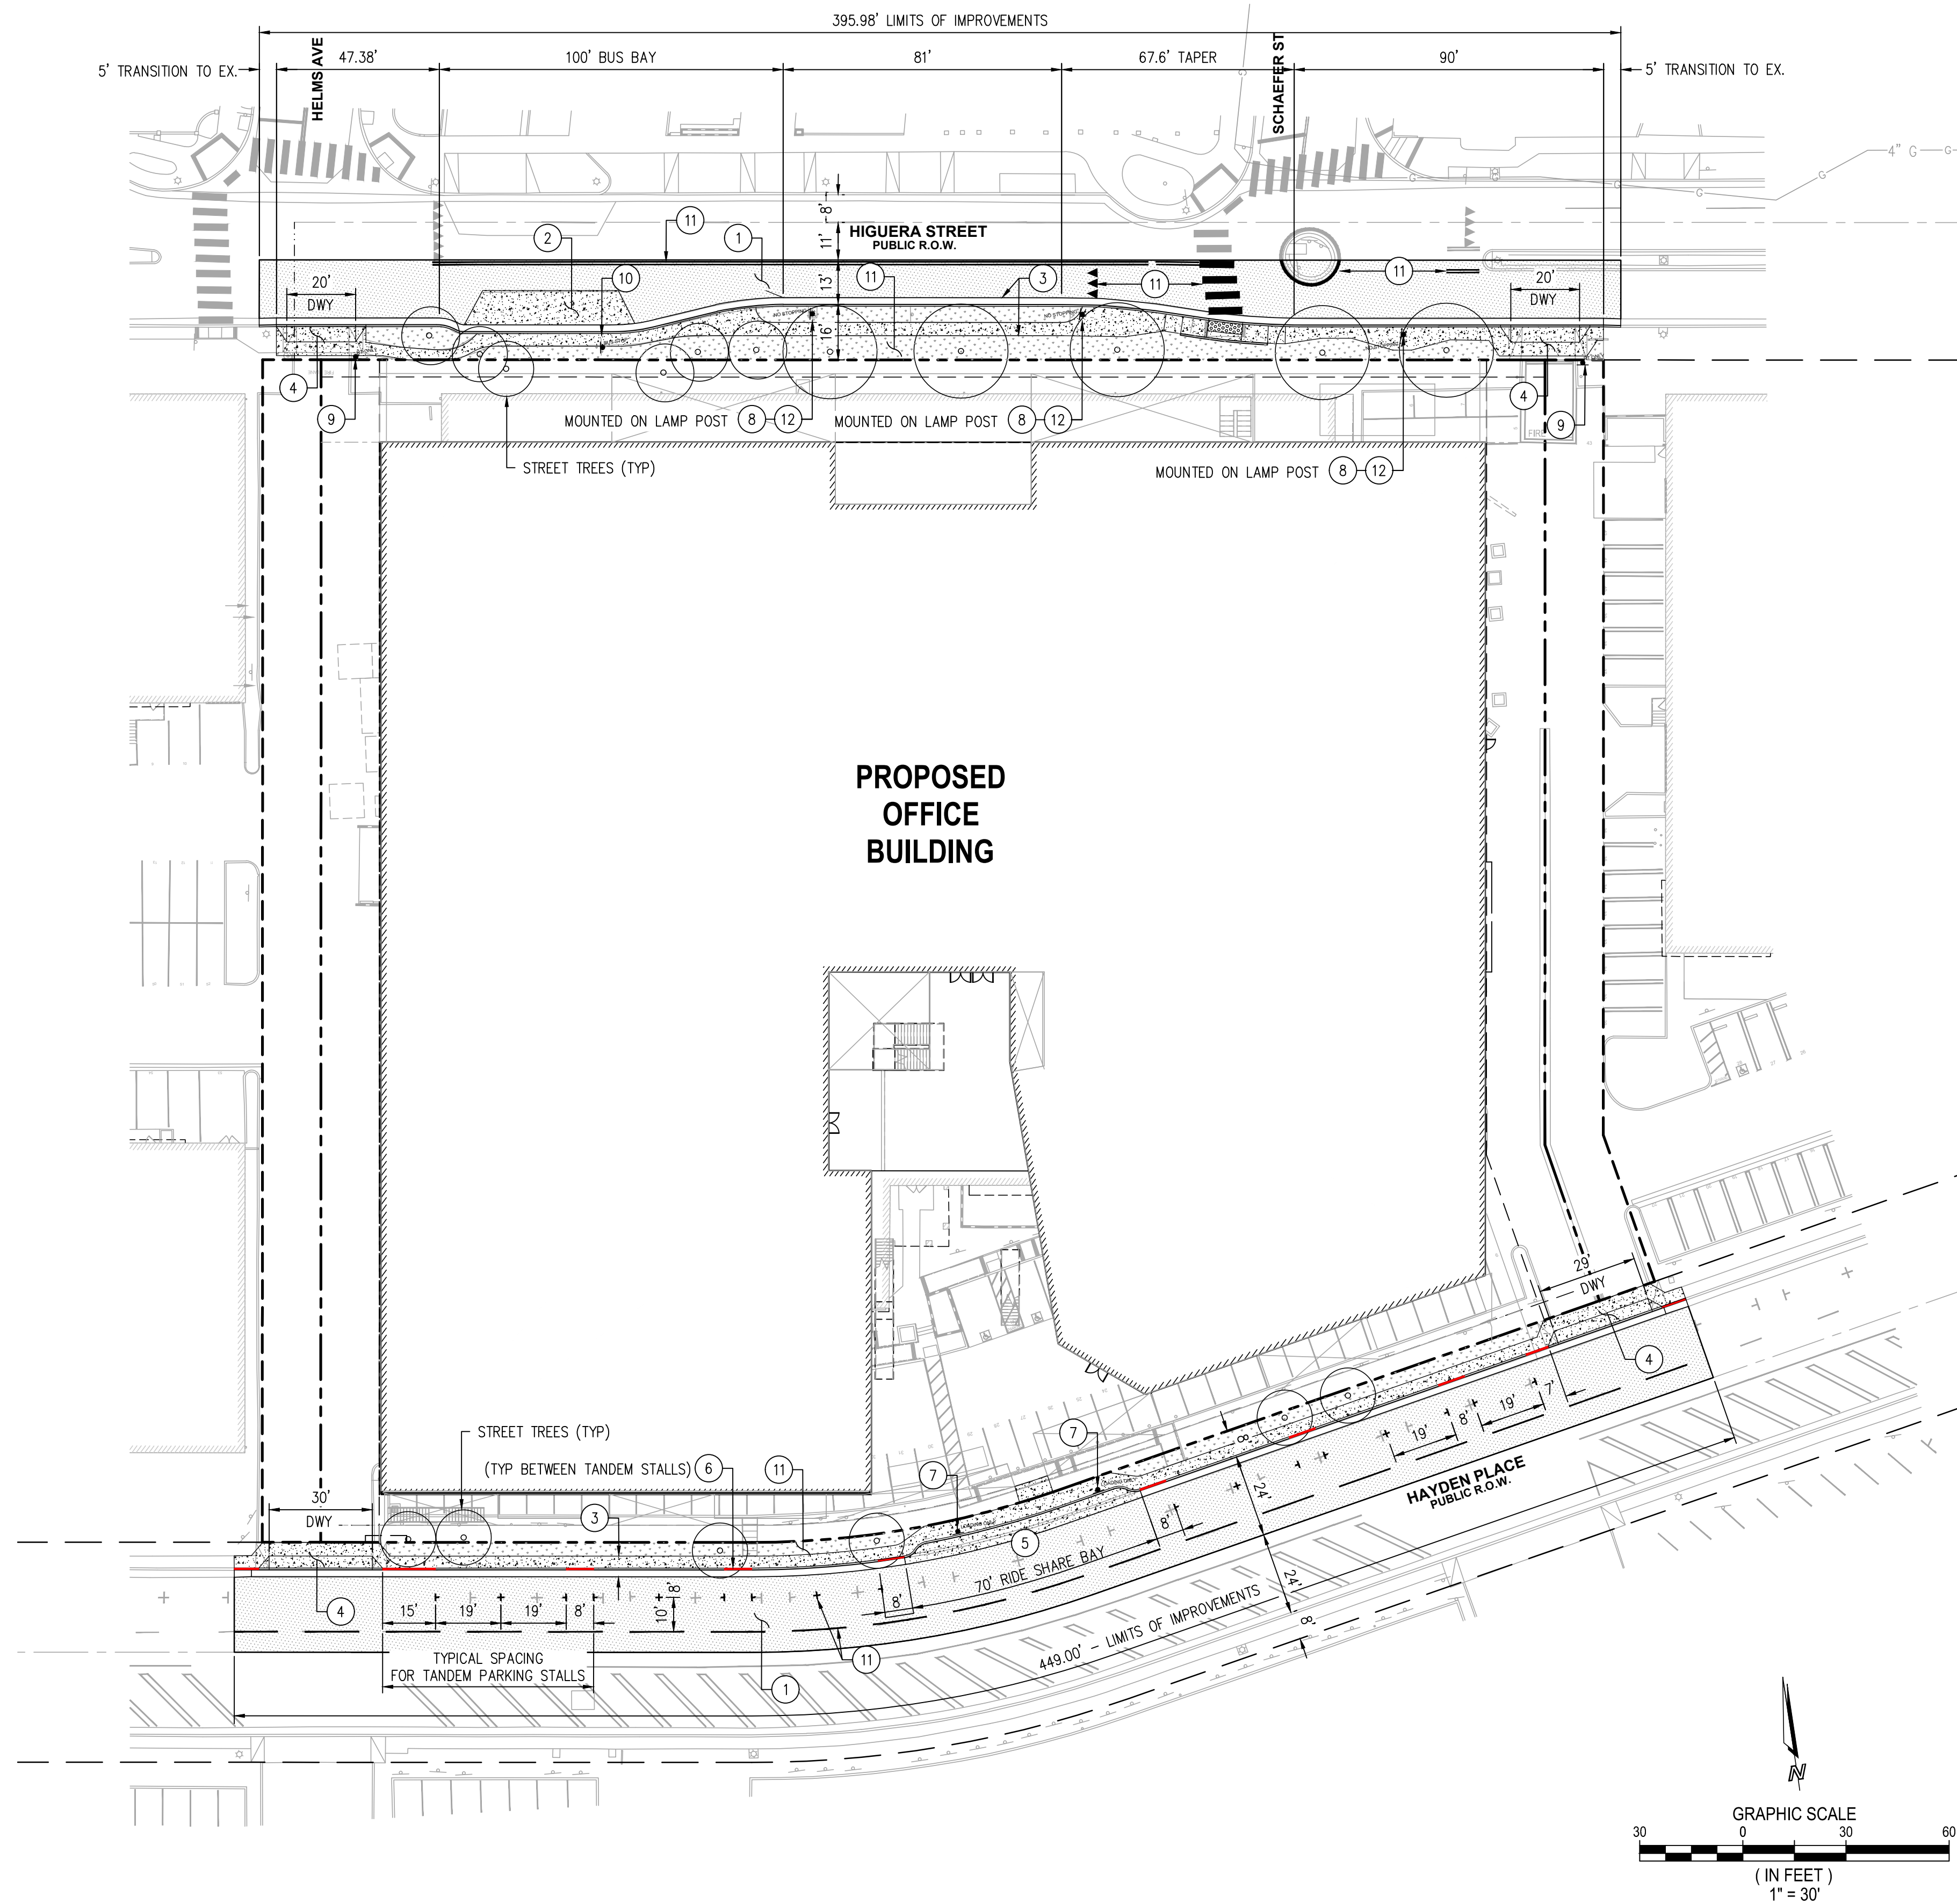 395.98' LIMITS OF IMPROVEMENTS
5' TRANSITION TO EX.
HELMS AVE
47.38'
100' BUS BAY
81'
67.6' TAPER
SCHAEFER ST
90'
5' TRANSITION TO EX.
4" G
G
G
G
G
G
G
G
8'
11'
13'
16'
HIGUERA STREET
PUBLIC R.O.W.
11
2
1
10
11
3
11
11
20'
DWY
20'
DWY
NO STOPPING
NO STOPPING
4
9
MOUNTED ON LAMP POST 8 12
MOUNTED ON LAMP POST 8 12
MOUNTED ON LAMP POST 8 12
4
9
FIRE
STREET TREES (TYP)
PROPOSED
OFFICE
BUILDING
STREET TREES (TYP)
(TYP BETWEEN TANDEM STALLS) 6
11
7
7
3
5
30'
DWY
29'
DWY
4
4
15'
19'
19'
8'
10'
8'
8'
70' RIDE SHARE BAY
8'
8'
24'
24'
8'
19'
8'
19'
7'
HAYDEN PLACE
PUBLIC R.O.W.
449.00' - LIMITS OF IMPROVEMENTS
TYPICAL SPACING
FOR TANDEM PARKING STALLS
11
1
N
GRAPHIC SCALE
30 0 30 60
( IN FEET )
1" = 30'